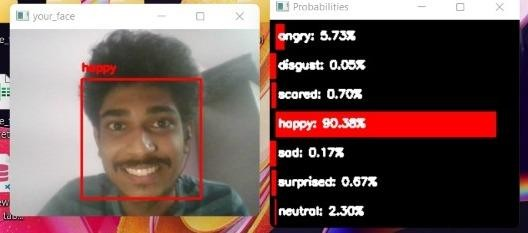 your_face
happy
Probabilities
angry: 5.73%
disgust: 0.05%
scared: 0.70%
happy: 90.38%
sad: 0.17%
surprised: 0.67%
neutral: 2.30%